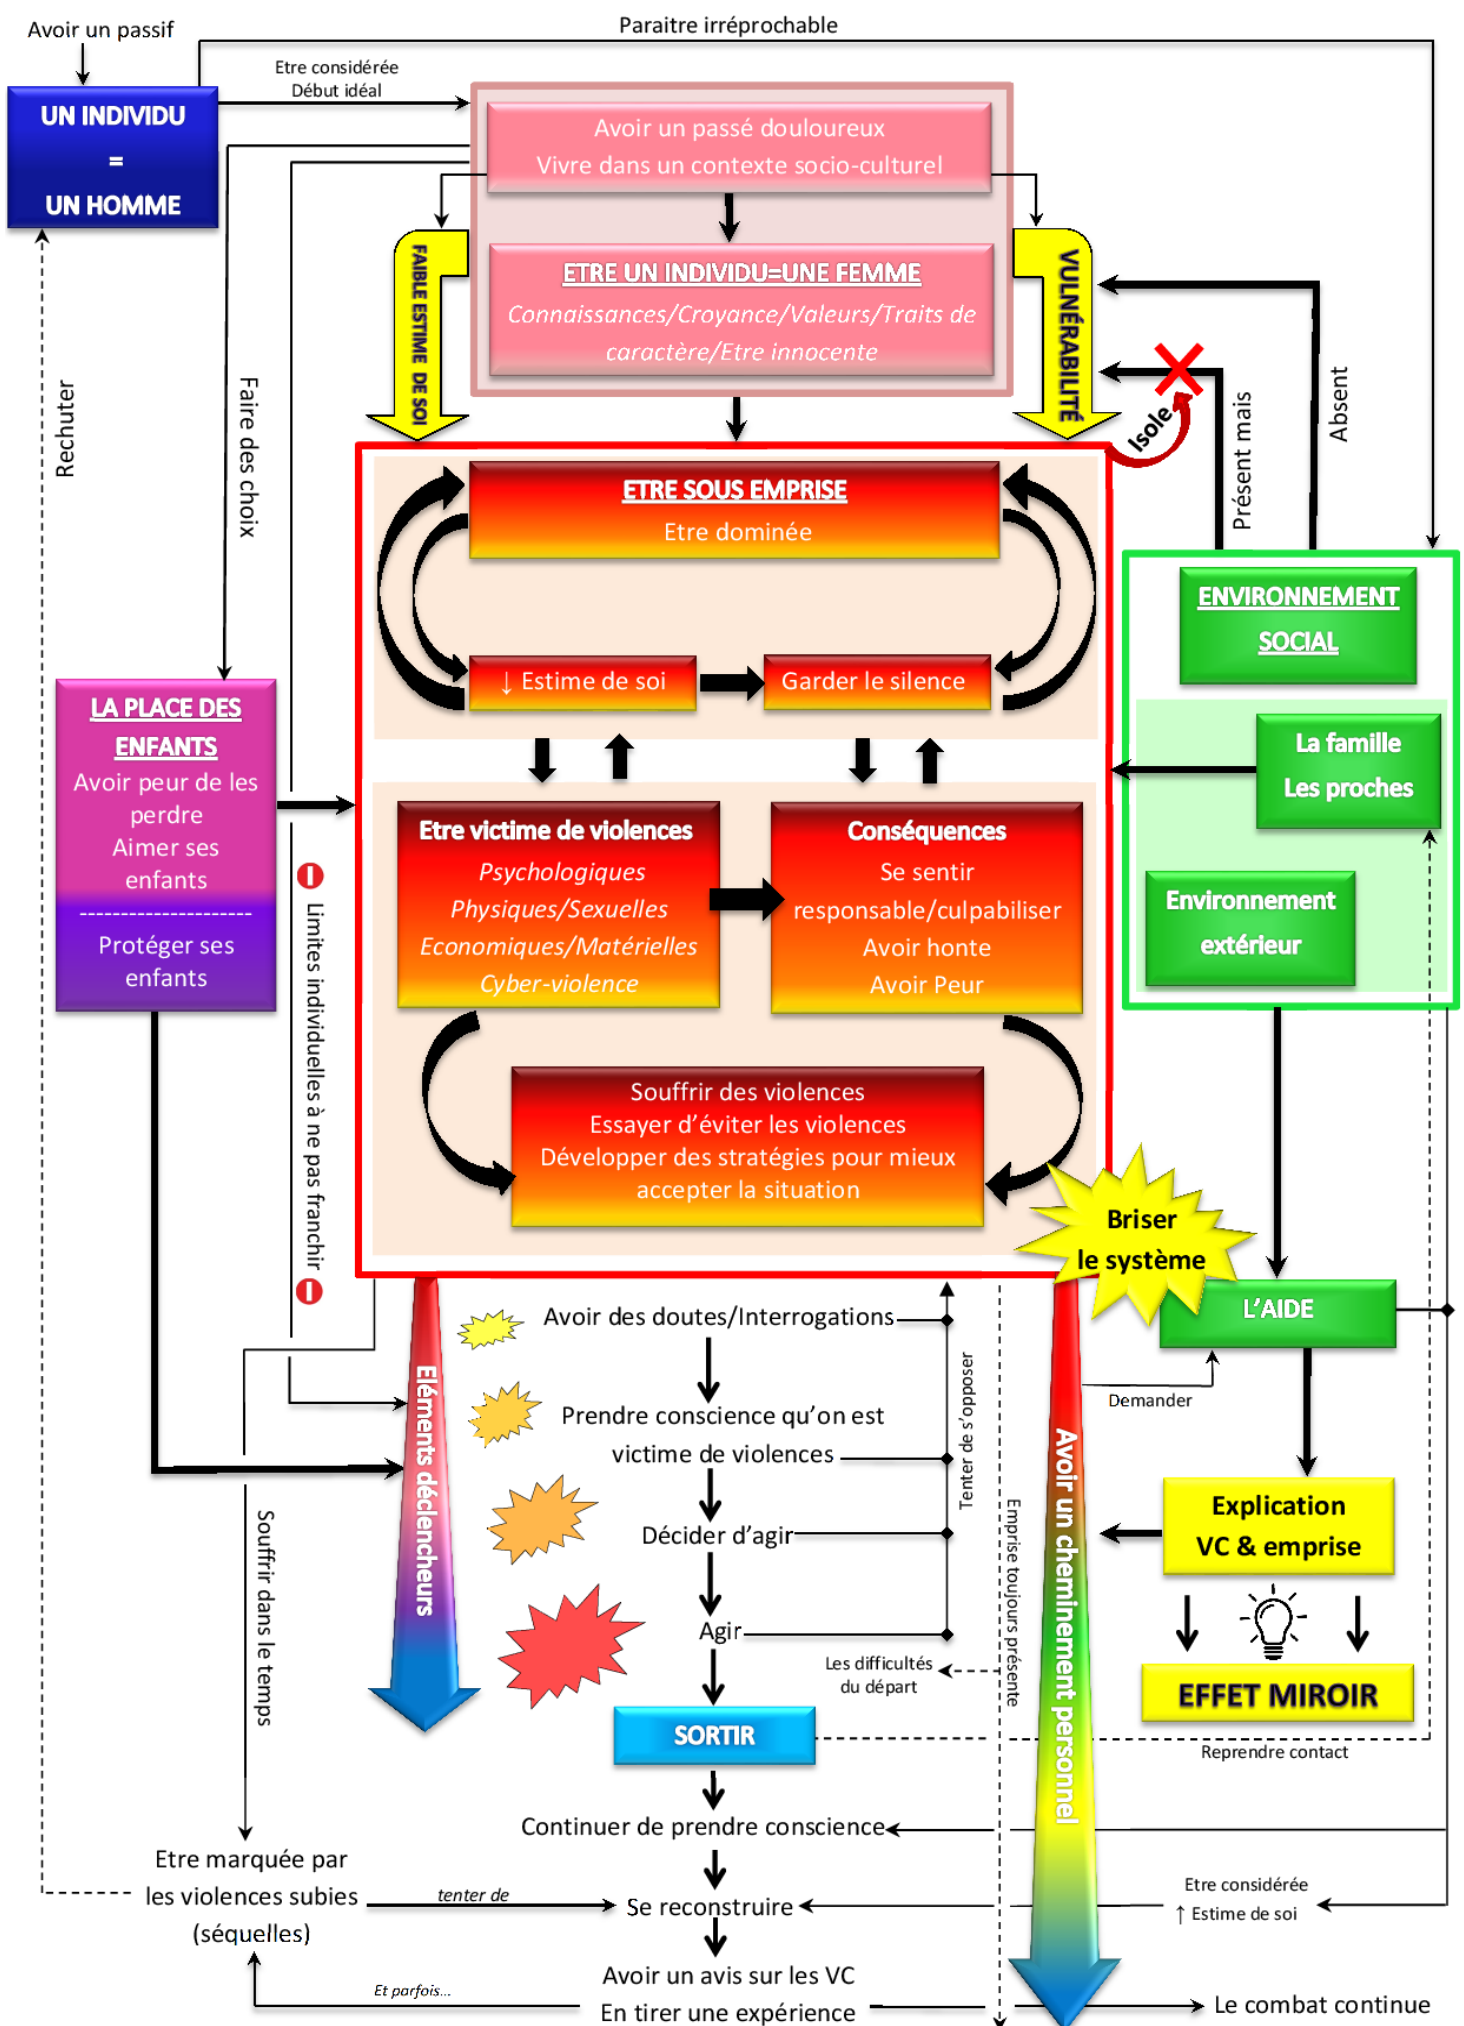 Avoir un passif
Paraitre irréprochable
Etre considérée
Début idéal
UN INDIVIDU
=
UN HOMME
Avoir un passé douloureux
Vivre dans un contexte socio-culturel
ETRE UN INDIVIDU=UNE FEMME
Connaissances/Croyance/Valeurs/Traits de
caractère/Etre innocente
FAIBLE ESTIME DE SOI
VULNÉRABILITÉ
Rechuter
Faire des choix
Isole
Présent mais
Absent
ETRE SOUS EMPRISE
Etre dominée
↓ Estime de soi
Garder le silence
ENVIRONNEMENT
SOCIAL
La famille
Les proches
Environnement
extérieur
LA PLACE DES
ENFANTS
Avoir peur de les
perdre
Aimer ses
enfants
---------------------
Protéger ses
enfants
Limites individuelles à ne pas franchir
Etre victime de violences
Psychologiques
Physiques/Sexuelles
Economiques/Matérielles
Cyber-violence
Conséquences
Se sentir
responsable/culpabiliser
Avoir honte
Avoir Peur
Souffrir des violences
Essayer d’éviter les violences
Développer des stratégies pour mieux
accepter la situation
Briser
le système
L’AIDE
Demander
Eléments déclencheurs
Avoir des doutes/Interrogations
Prendre conscience qu’on est
victime de violences
Décider d’agir
Agir
Tenter de s’opposer
Emprise toujours présente
Avoir un cheminement personnel
Explication
VC & emprise
EFFET MIROIR
Les difficultés
du départ
SORTIR
Reprendre contact
Souffrir dans le temps
Continuer de prendre conscience
Etre marquée par
les violences subies
(séquelles)
tenter de
Se reconstruire
Etre considérée
↑ Estime de soi
Et parfois...
Avoir un avis sur les VC
En tirer une expérience
Le combat continue